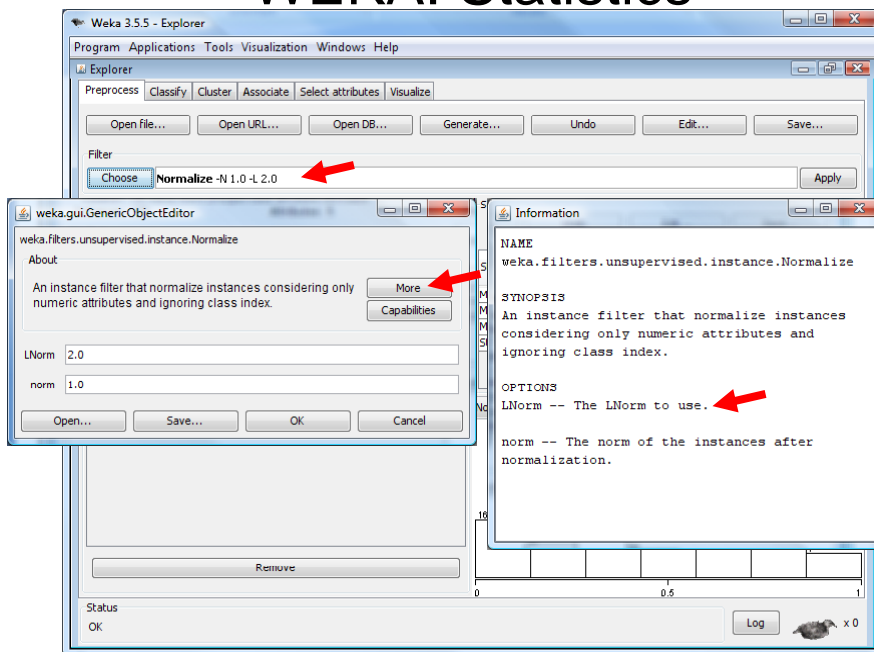 WEKA: Statistics
Weka 3.5.5 - Explorer
Program Applications Tools Visualization Windows Help
Explorer
Preprocess Classify Cluster Associate Select attributes Visualize
Open file... Open URL... Open DB... Generate... Undo Edit... Save...
Filter
Choose Normalize -N 1.0 -L 2.0 Apply
weka.gui.GenericObjectEditor
weka.filters.unsupervised.instance.Normalize
About
An instance filter that normalize instances considering only
numeric attributes and ignoring class index.
More
Capabilities
LNorm 2.0
norm 1.0
Open... Save... OK Cancel
Information
NAME
weka.filters.unsupervised.instance.Normalize
SYNOPSIS
An instance filter that normalize instances
considering only numeric attributes and
ignoring class index.
OPTIONS
LNorm -- The LNorm to use.
norm -- The norm of the instances after
normalization.
16
Remove
0 0.5 1
Status
OK
Log x 0